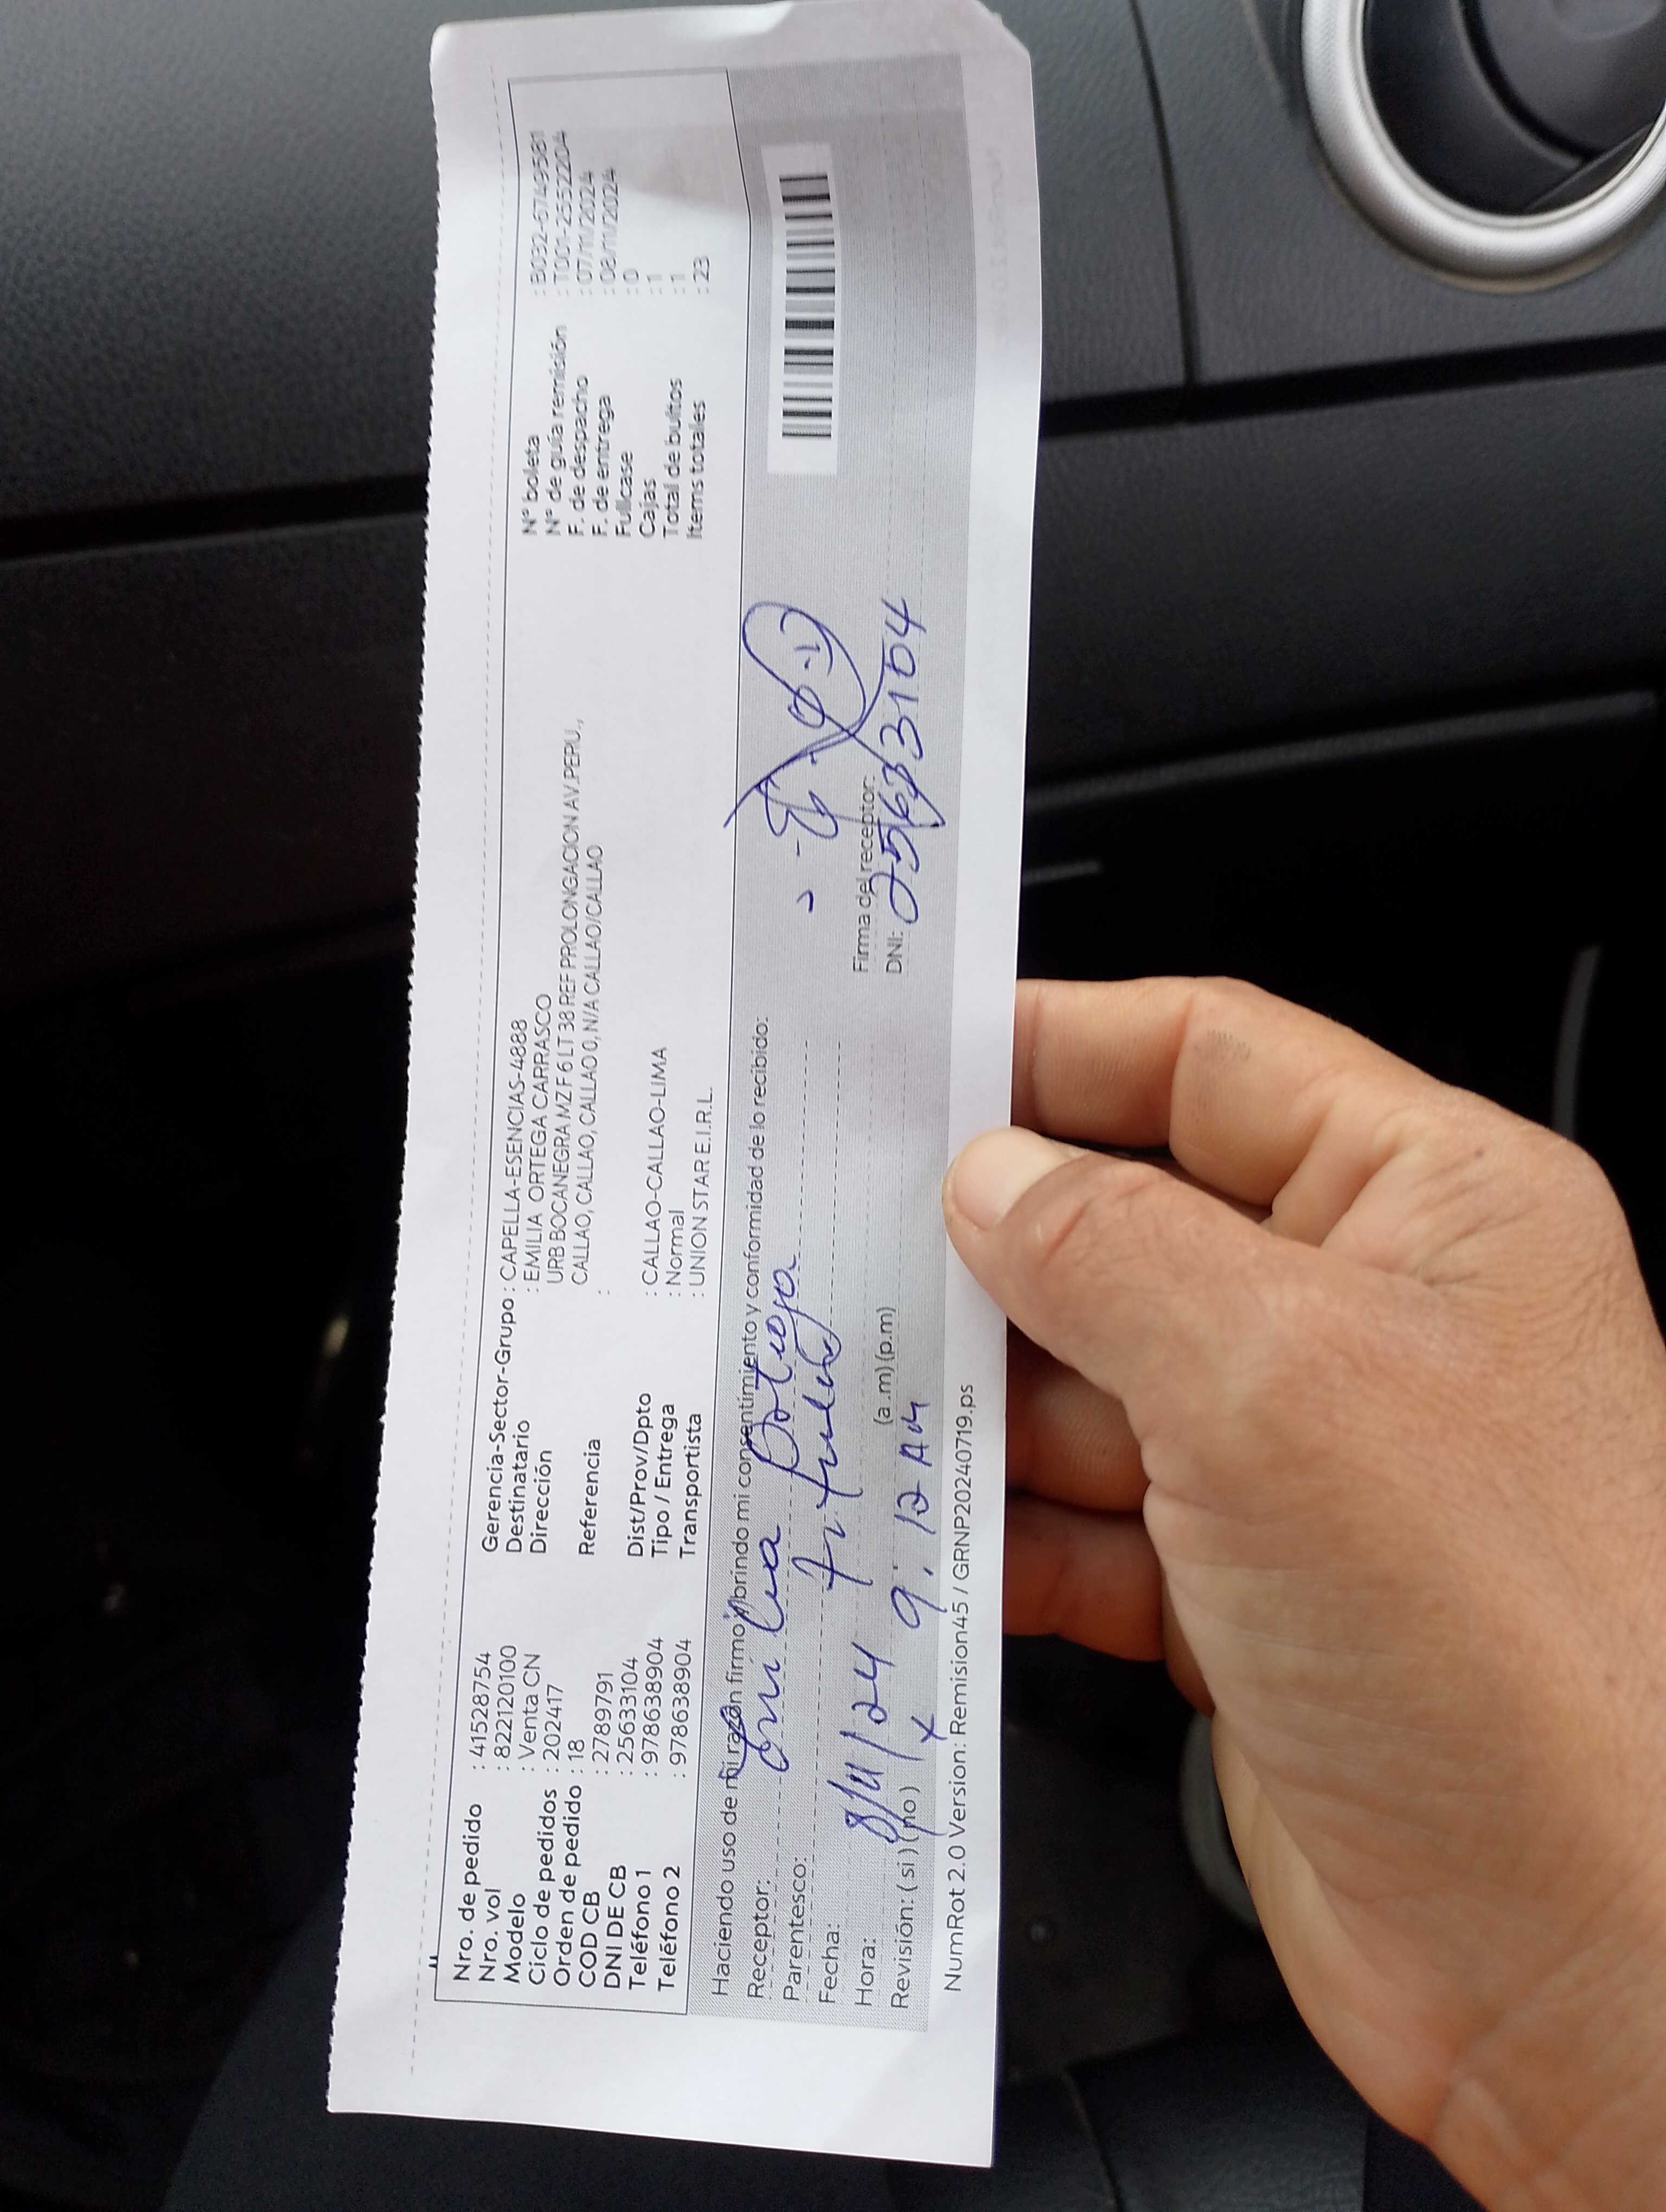 Nro. de pedido : 41528754
Nro. vol : 822120100
Modelo : Venta CN
Ciclo de pedidos : 202417
Orden de pedido : 18
COD CB : 2789791
DNI DE CB : 25633104
Teléfono 1 : 978638904
Teléfono 2 : 978638904
Gerencia-Sector-Grupo : CAPELLA-ESENCIAS-4888
Destinatario : EMILIA ORTEGA CARRASCO
Dirección URB BOCANEGRA MZ F 6 LT 38 REF PROLONGACION AV.PERU.,
CALLAO, CALLAO, CALLAO, CALLAO 0, N/A CALLAO/CALLAO
Referencia :
Dist/Prov/Dpto : CALLAO-CALLAO-LIMA
Tipo / Entrega : Normal
Transportista : UNION STAR E.I.R.L.
N° boleta : B032-57499581
N° de guía remisión : T001-25522204
F. de despacho : 07/11/2024
F. de entrega : 08/11/2024
Fullcase : 0
Cajas : 1
Total de bultos : 1
Items totales : 23
Haciendo uso de mi razón firmo y brindo mi consentimiento y conformidad de lo recibido:
Receptor: Emilia
Parentesco:
Fecha: 8/11/24
Hora: 9:12 AM (a .m) (p.m)
Revisión: ( si ) ( no ) x
Firma del receptor:
DNI: 25633104
NumRot 2.0 Version: Remision45 / GRNP20240719.ps